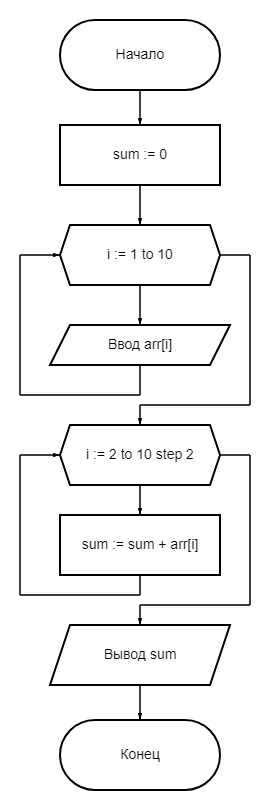 Начало
sum := 0
i := 1 to 10
Ввод arr[i]
i := 2 to 10 step 2
sum := sum + arr[i]
Вывод sum
Конец